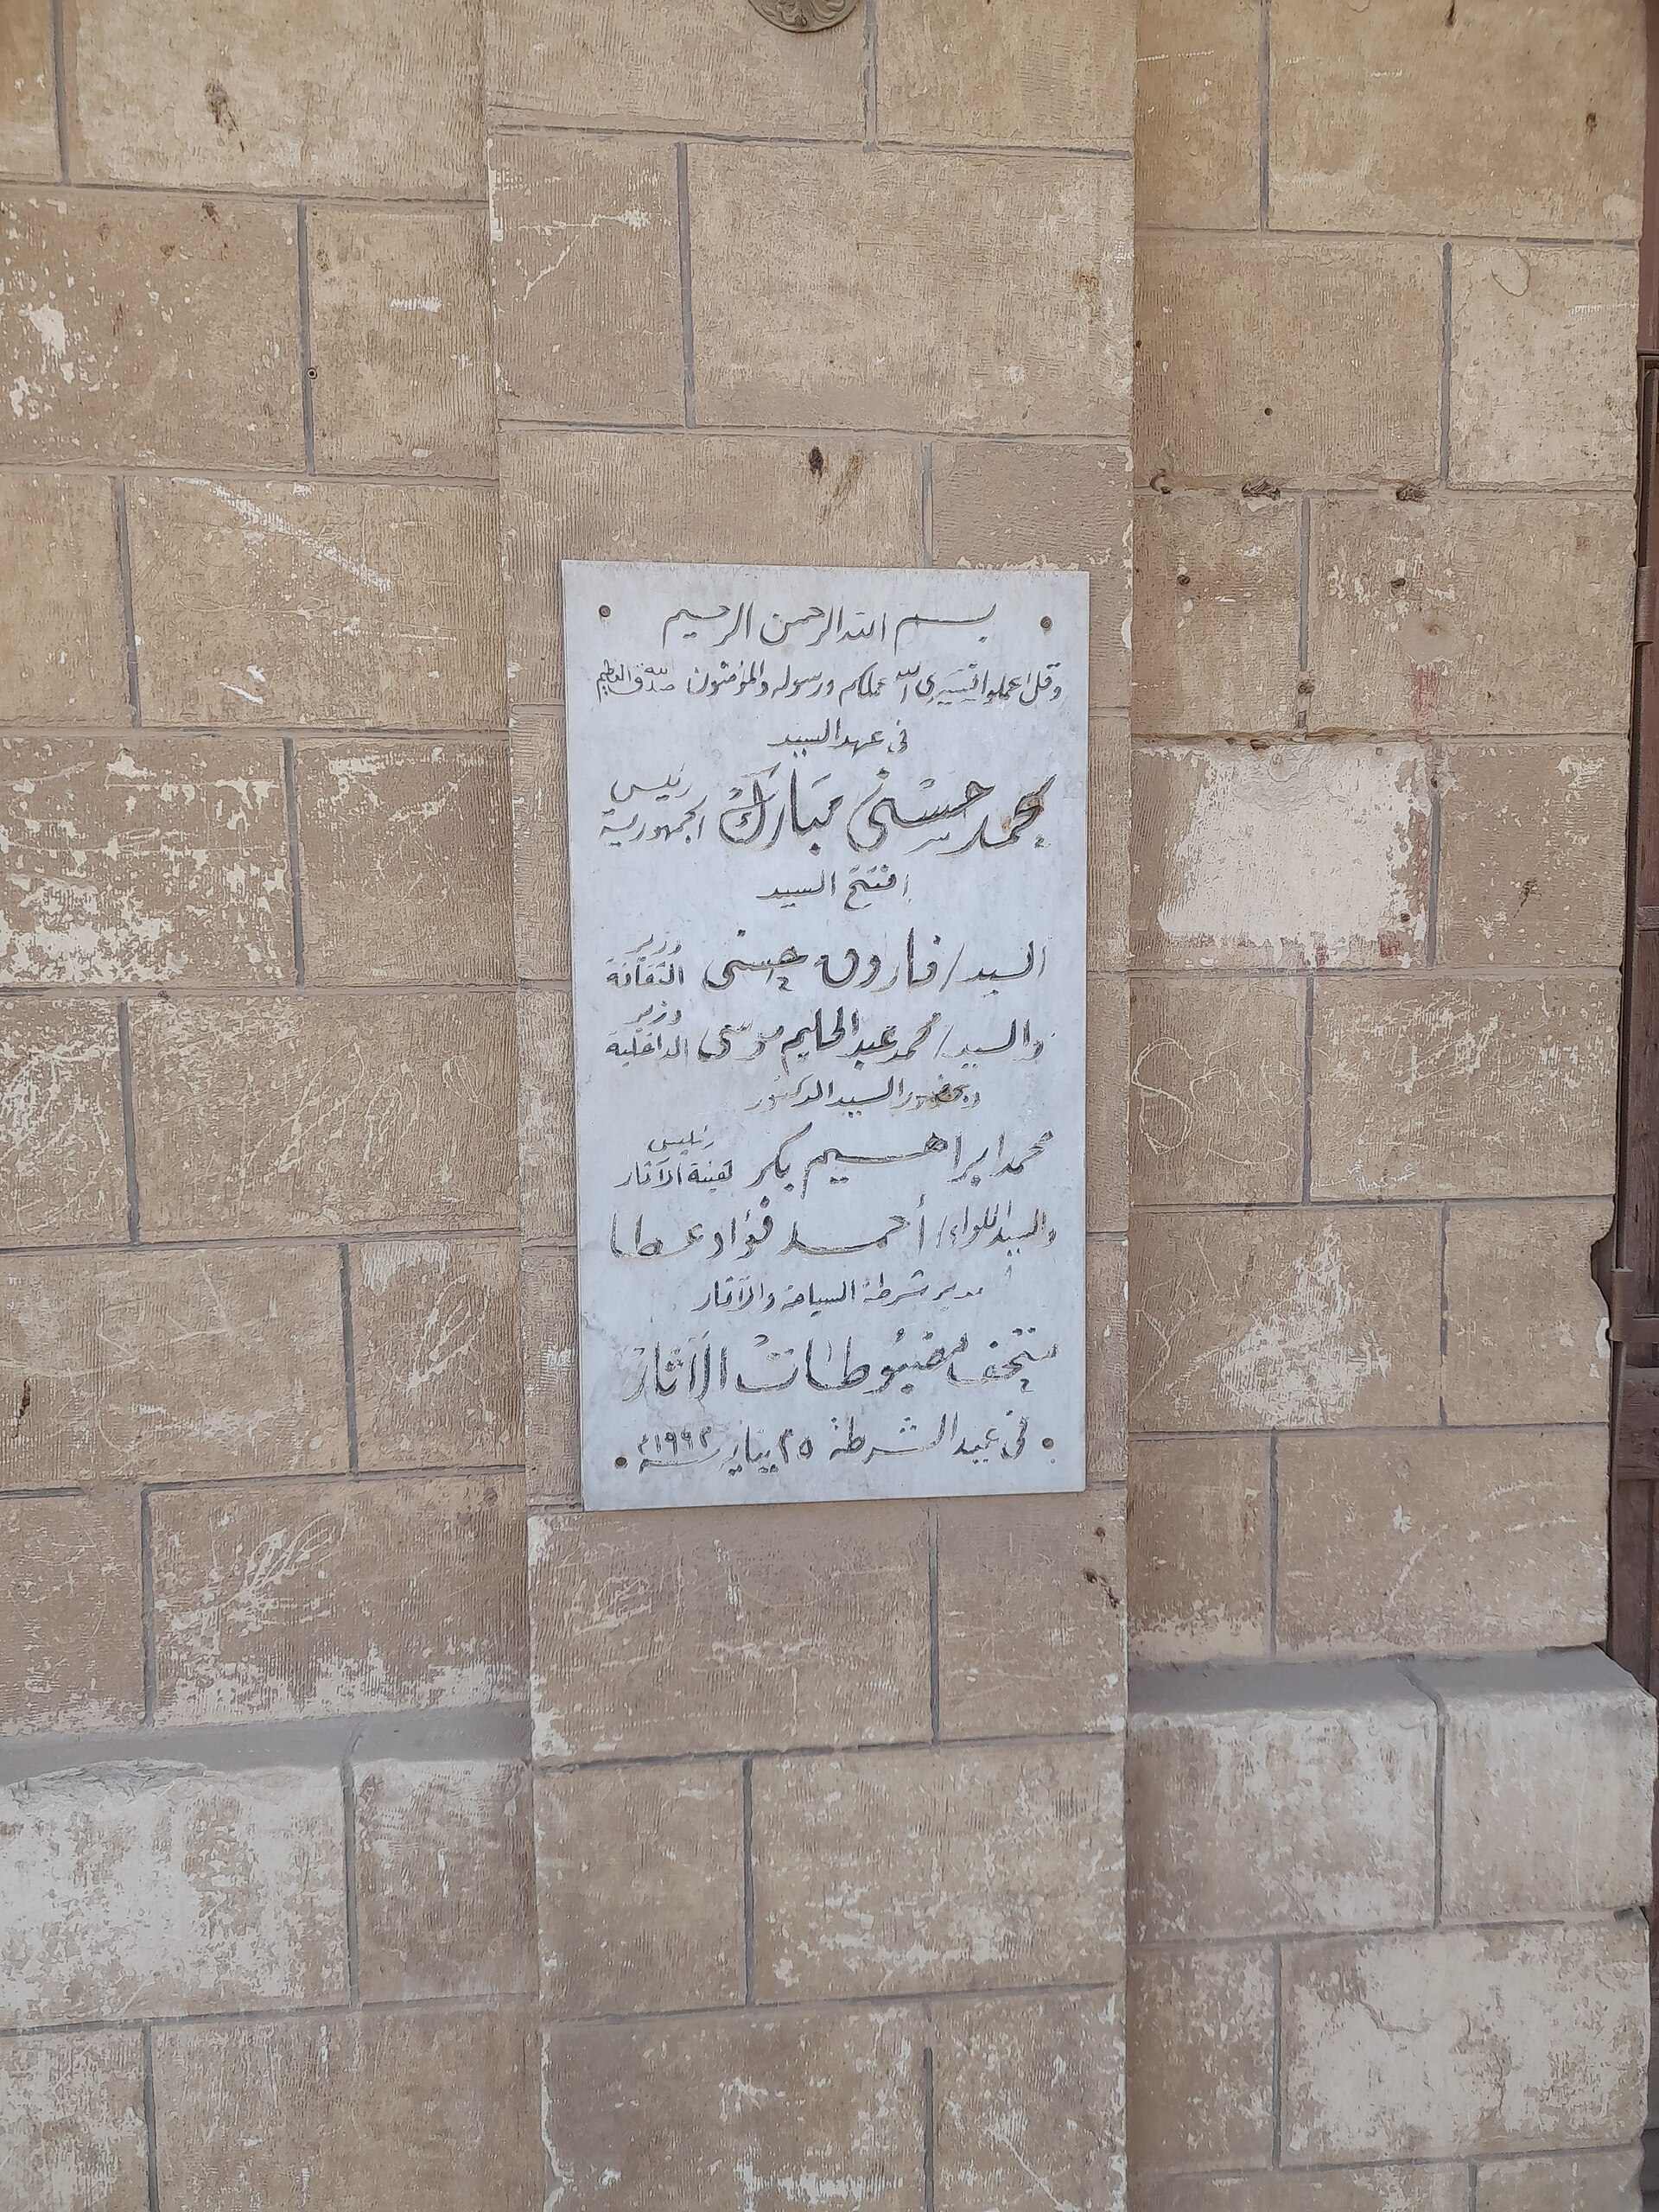 بسم الله الرحمن الرحيم
وقل اعملوا فسيرى الله عملكم ورسوله والمؤمنون صدق الله العظيم
فى عهد السيد
محمد حسنى مبارك رئيس الجمهورية
افتتح السيد
السيد / فاروق حسنى وزير الثقافة
والسيد / محمد عبد الحليم موسى وزير الداخلية
وبحضور السيد الدكتور
محمد ابراهيم بكر رئيس هيئة الآثار
والسيد اللواء / أحمد فؤاد عطا
مدير شرطة السياحة والآثار
متحف مضبوطات الآثار
فى عيد الشرطة ٢٥ يناير سنة ١٩٩٣م